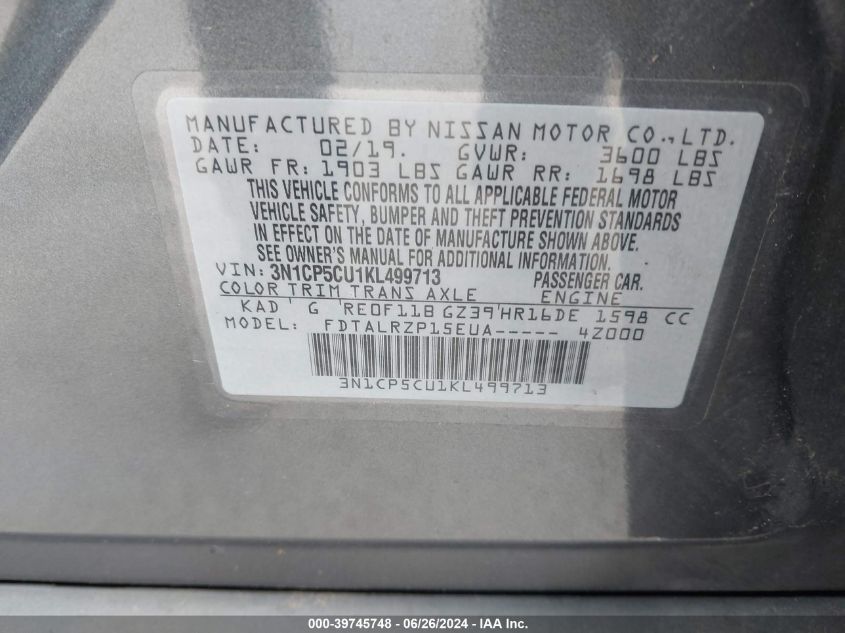 MANUFACTURED BY NISSAN MOTOR CO.,LTD.
DATE: 02/19. GVWR: 3600 LBS
GAWR FR: 1903 LBS GAWR RR: 1698 LBS
THIS VEHICLE CONFORMS TO ALL APPLICABLE FEDERAL MOTOR
VEHICLE SAFETY, BUMPER AND THEFT PREVENTION STANDARDS
IN EFFECT ON THE DATE OF MANUFACTURE SHOWN ABOVE.
SEE OWNER'S MANUAL FOR ADDITIONAL INFORMATION.
VIN: 3N1CP5CU1KL499713 PASSENGER CAR.
COLOR TRIM TRANS AXLE ENGINE
KAD ' G 'RE0F11B GZ39'HR16DE 1598 CC
MODEL: FDTALRZP15EUA----- 4Z000
3N1CP5CU1KL499713
000-39745748 - 06/26/2024 - IAA Inc.